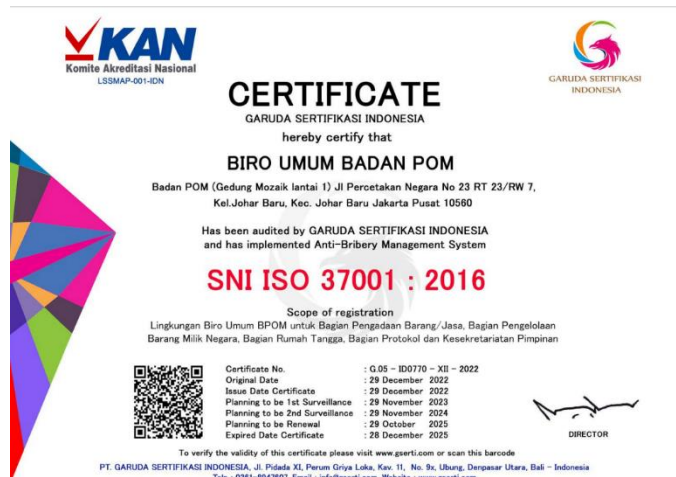 KAN
Komite Akreditasi Nasional
LSSMAP-001-IDN
GARUDA SERTIFIKASI
INDONESIA
CERTIFICATE
GARUDA SERTIFIKASI INDONESIA
hereby certify that
BIRO UMUM BADAN POM
Badan POM (Gedung Mozaik lantai 1) Jl Percetakan Negara No 23 RT 23/RW 7,
Kel.Johar Baru, Kec. Johar Baru Jakarta Pusat 10560
Has been audited by GARUDA SERTIFIKASI INDONESIA
and has implemented Anti-Bribery Management System
SNI ISO 37001 : 2016
Scope of registration
Lingkungan Biro Umum BPOM untuk Bagian Pengadaan Barang/Jasa, Bagian Pengelolaan
Barang Milik Negara, Bagian Rumah Tangga, Bagian Protokol dan Kesekretariatan Pimpinan
Certificate No. : G.05 - ID0770 - XII - 2022
Original Date : 29 December 2022
Issue Date Certificate : 29 December 2022
Planning to be 1st Surveillance : 29 November 2023
Planning to be 2nd Surveillance : 29 November 2024
Planning to be Renewal : 29 October 2025
Expired Date Certificate : 28 December 2025
DIRECTOR
To verify the validity of this certificate please visit www.gserti.com or scan this barcode
PT. GARUDA SERTIFIKASI INDONESIA, Jl. Pidada XI, Perum Griya Loka, Kav. 11, No. 9x, Ubung, Denpasar Utara, Bali - Indonesia